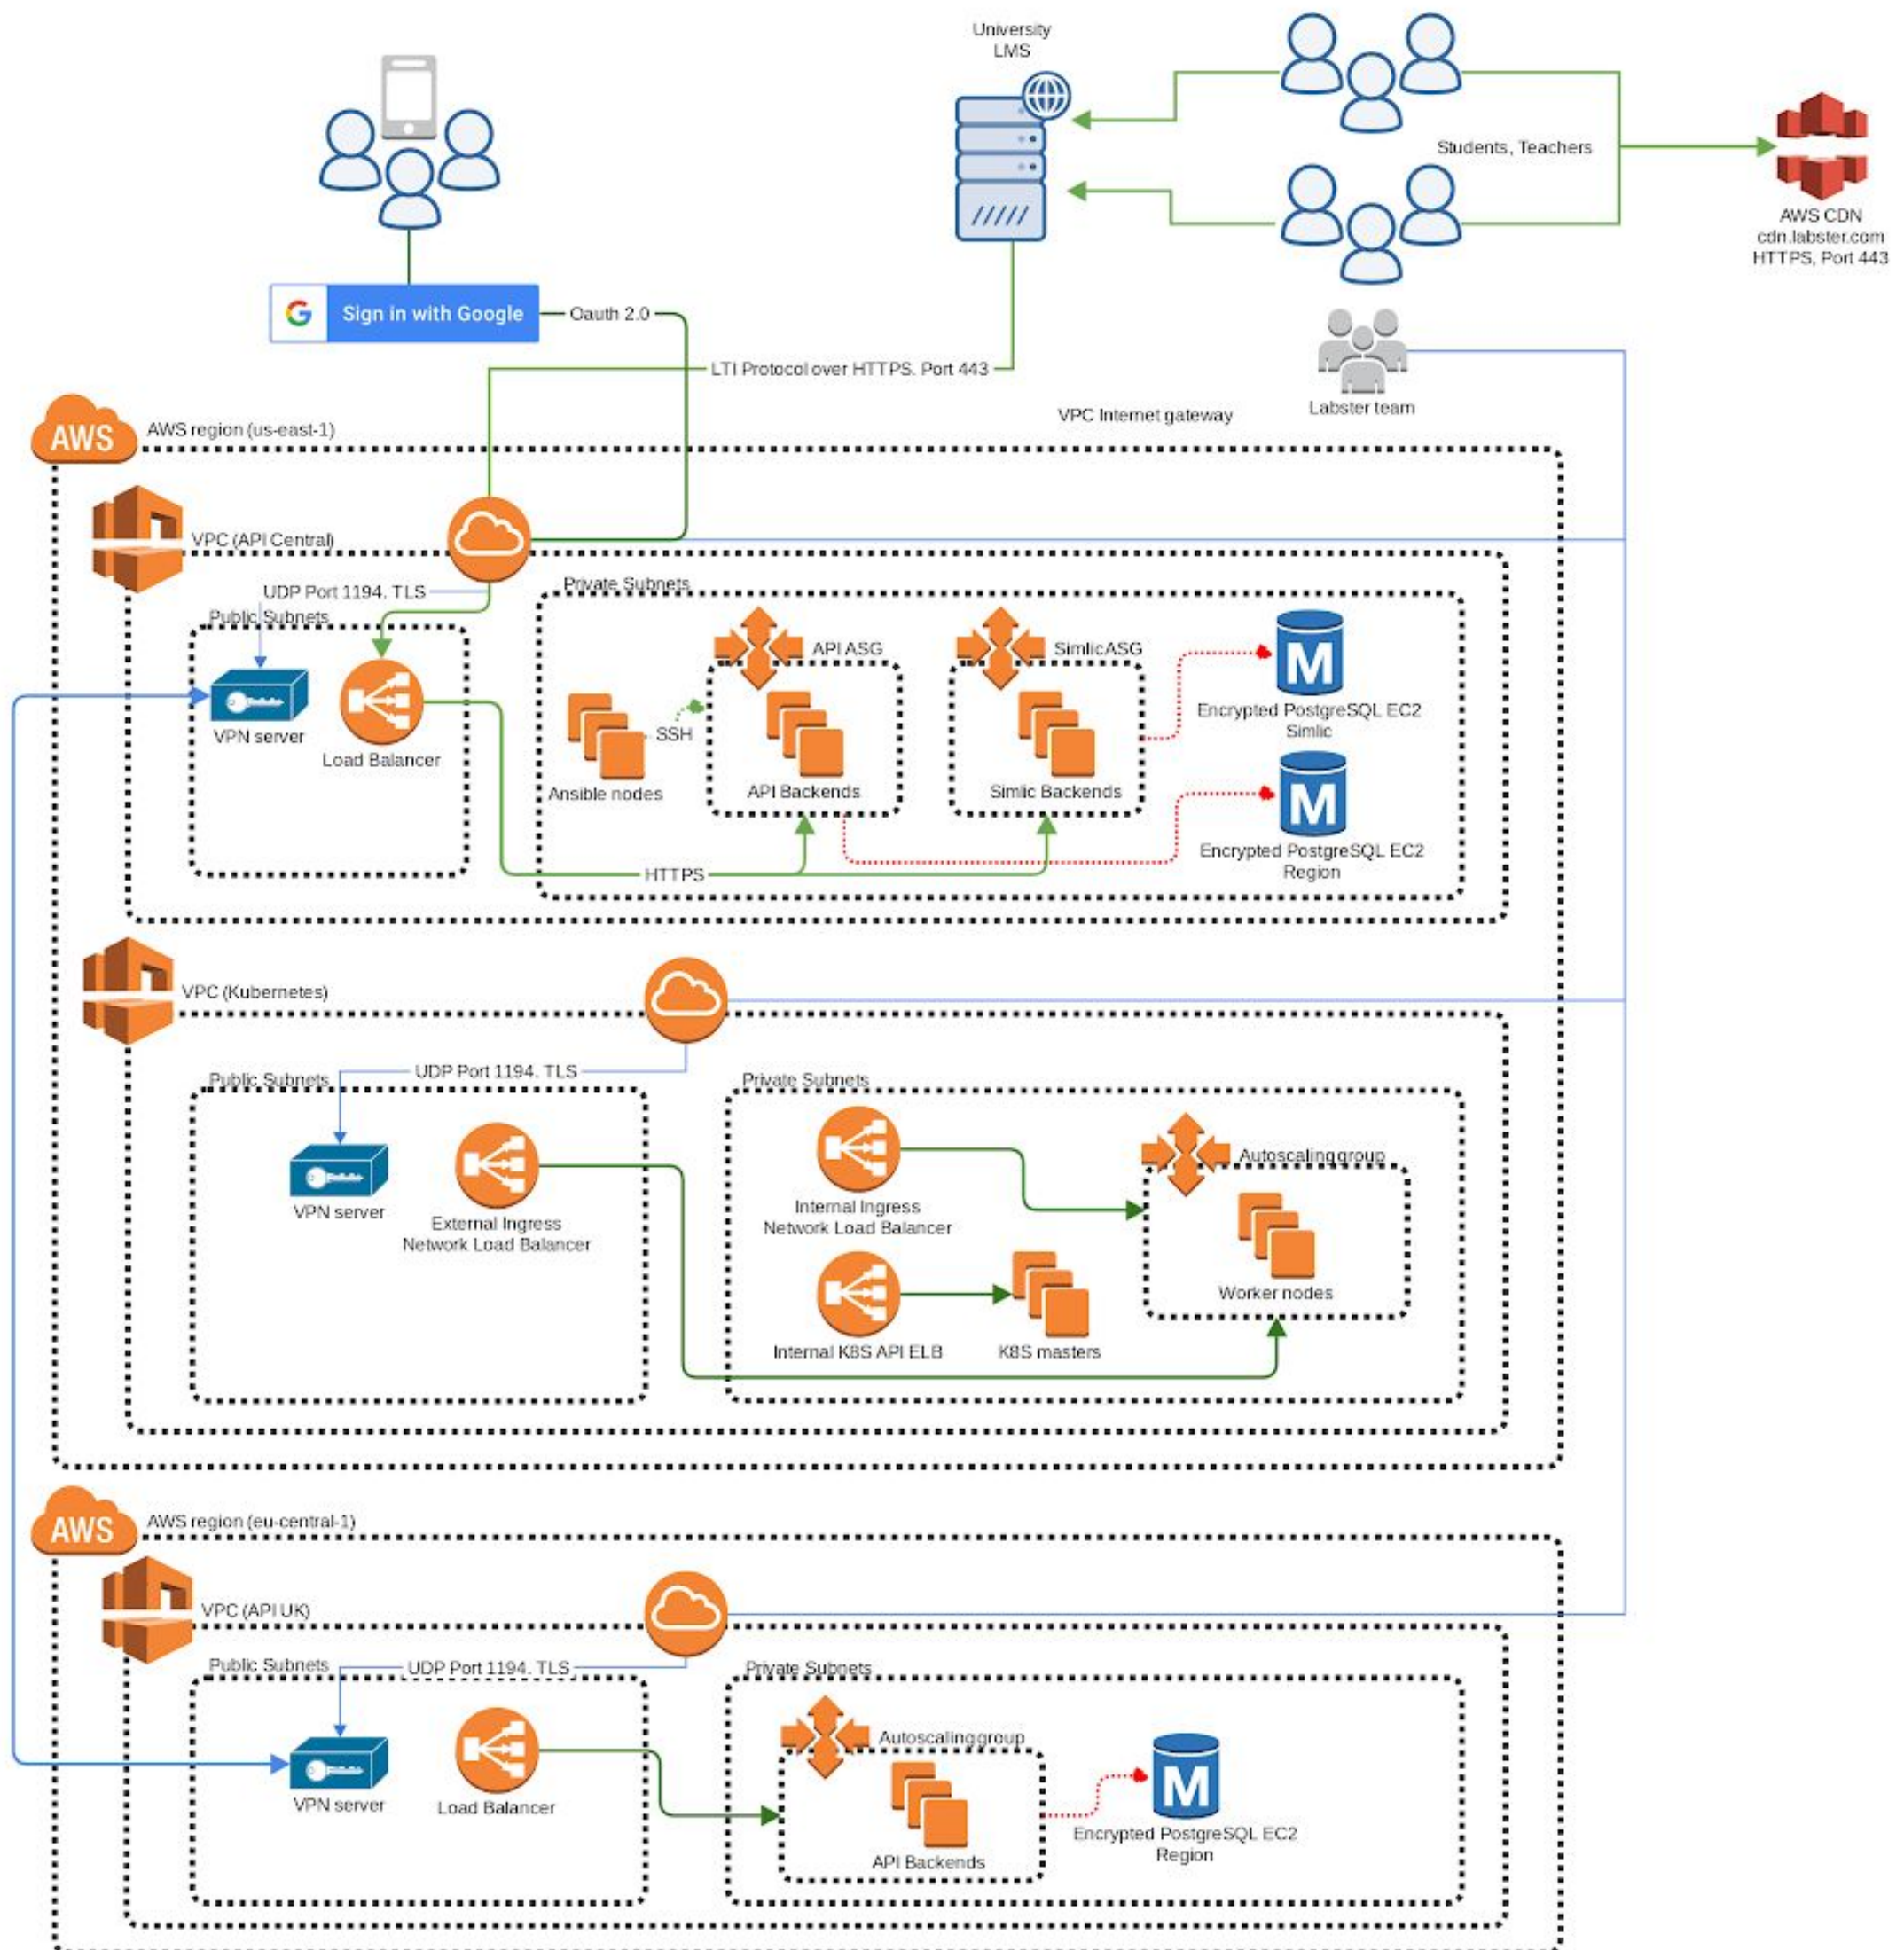 University
LMS
Students, Teachers
AWS CDN
cdn.labster.com
HTTPS, Port 443
G
Sign in with Google
Oauth 2.0
LTI Protocol over HTTPS. Port 443
Labster team
VPC Internet gateway
AWS
AWS region (us-east-1)
VPC (API Central)
UDP Port 1194. TLS
Public Subnets
Private Subnets
API ASG
Simlic ASG
M
Encrypted PostgreSQL EC2
Simlic
VPN server
Load Balancer
SSH
Ansible nodes
API Backends
Simlic Backends
M
Encrypted PostgreSQL EC2
Region
HTTPS
VPC (Kubernetes)
UDP Port 1194. TLS
Public Subnets
Private Subnets
Autoscaling group
VPN server
External Ingress
Network Load Balancer
Internal Ingress
Network Load Balancer
Worker nodes
Internal K8S API ELB
K8S masters
AWS
AWS region (eu-central-1)
VPC (API UK)
Public Subnets
UDP Port 1194. TLS
Private Subnets
Autoscaling group
M
VPN server
Load Balancer
API Backends
Encrypted PostgreSQL EC2
Region